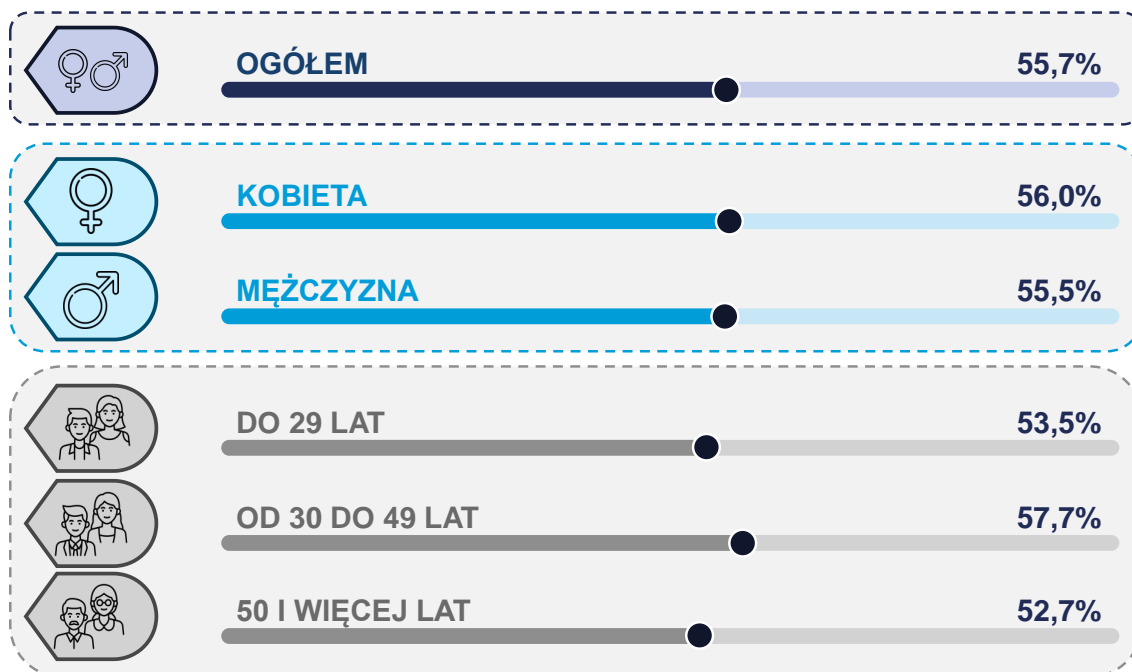 OGÓŁEM 55,7%
KOBIETA 56,0%
MĘŻCZYZNA 55,5%
DO 29 LAT 53,5%
OD 30 DO 49 LAT 57,7%
50 I WIĘCEJ LAT 52,7%